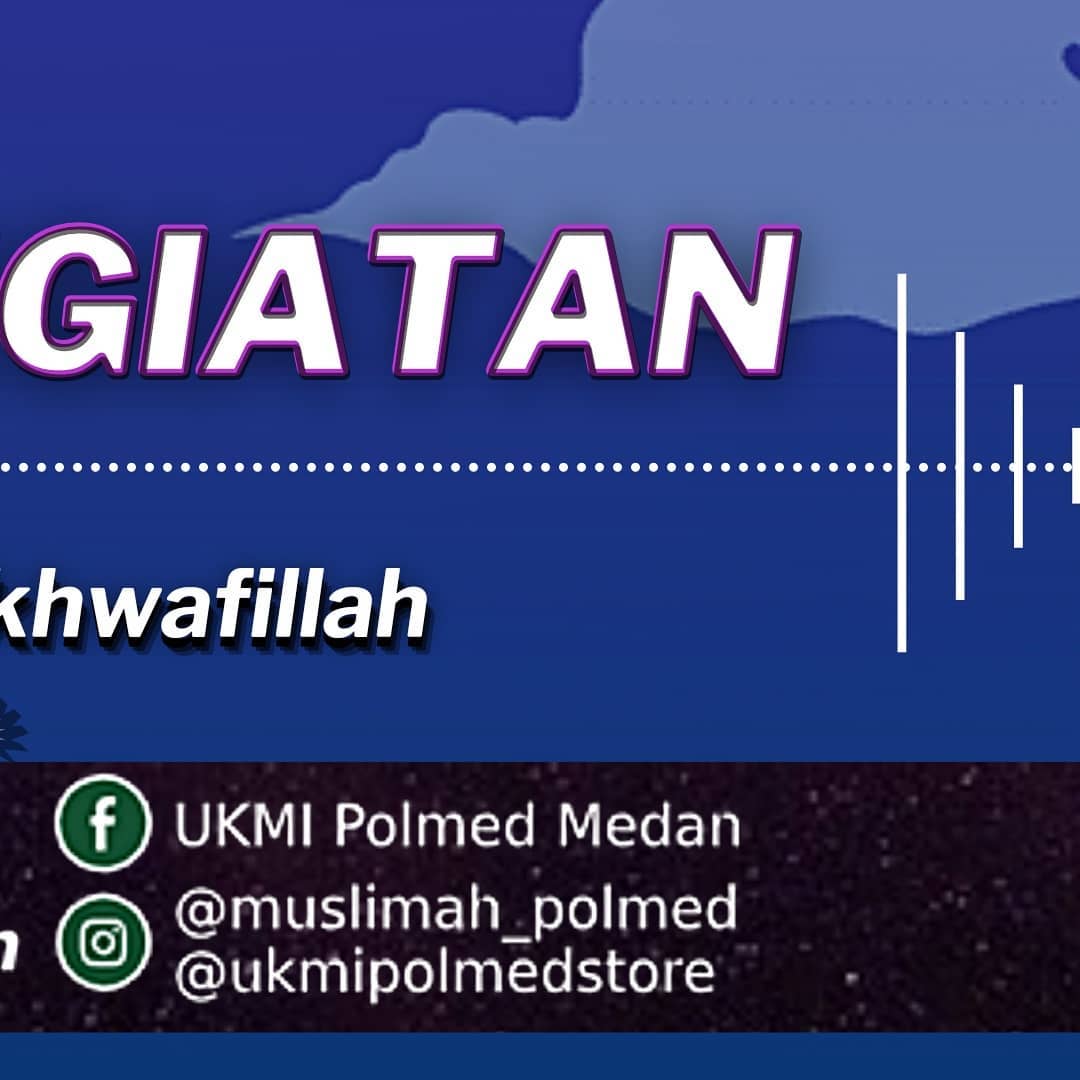 GIATAN
khwafillah
UKMI Polmed Medan
@muslimah_polmed
@ukmipolmedstore